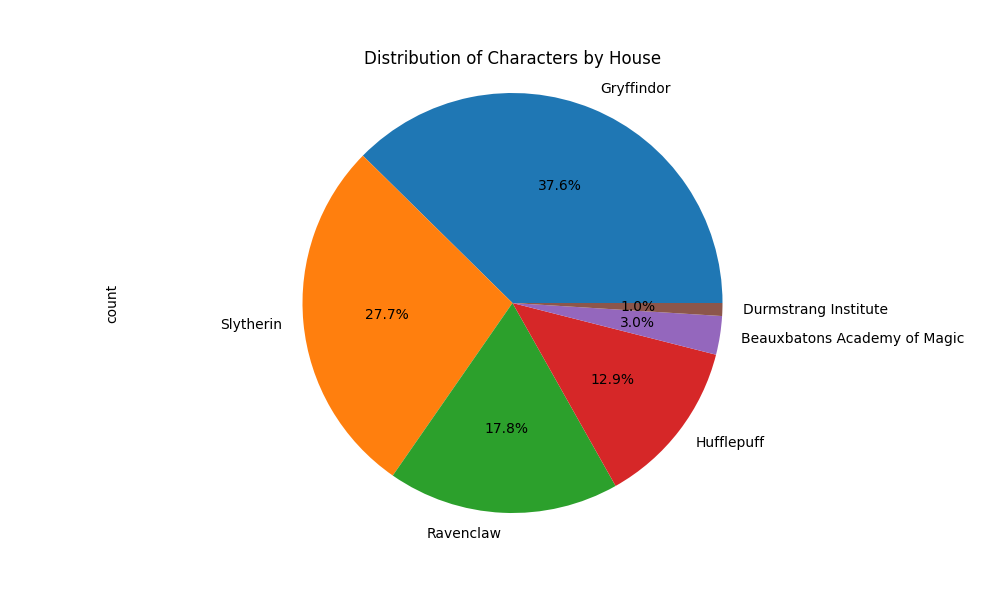 Distribution of Characters by House
Gryffindor
37.6%
Slytherin
27.7%
Ravenclaw
17.8%
Hufflepuff
12.9%
Beauxbatons Academy of Magic
3.0%
Durmstrang Institute
1.0%
count